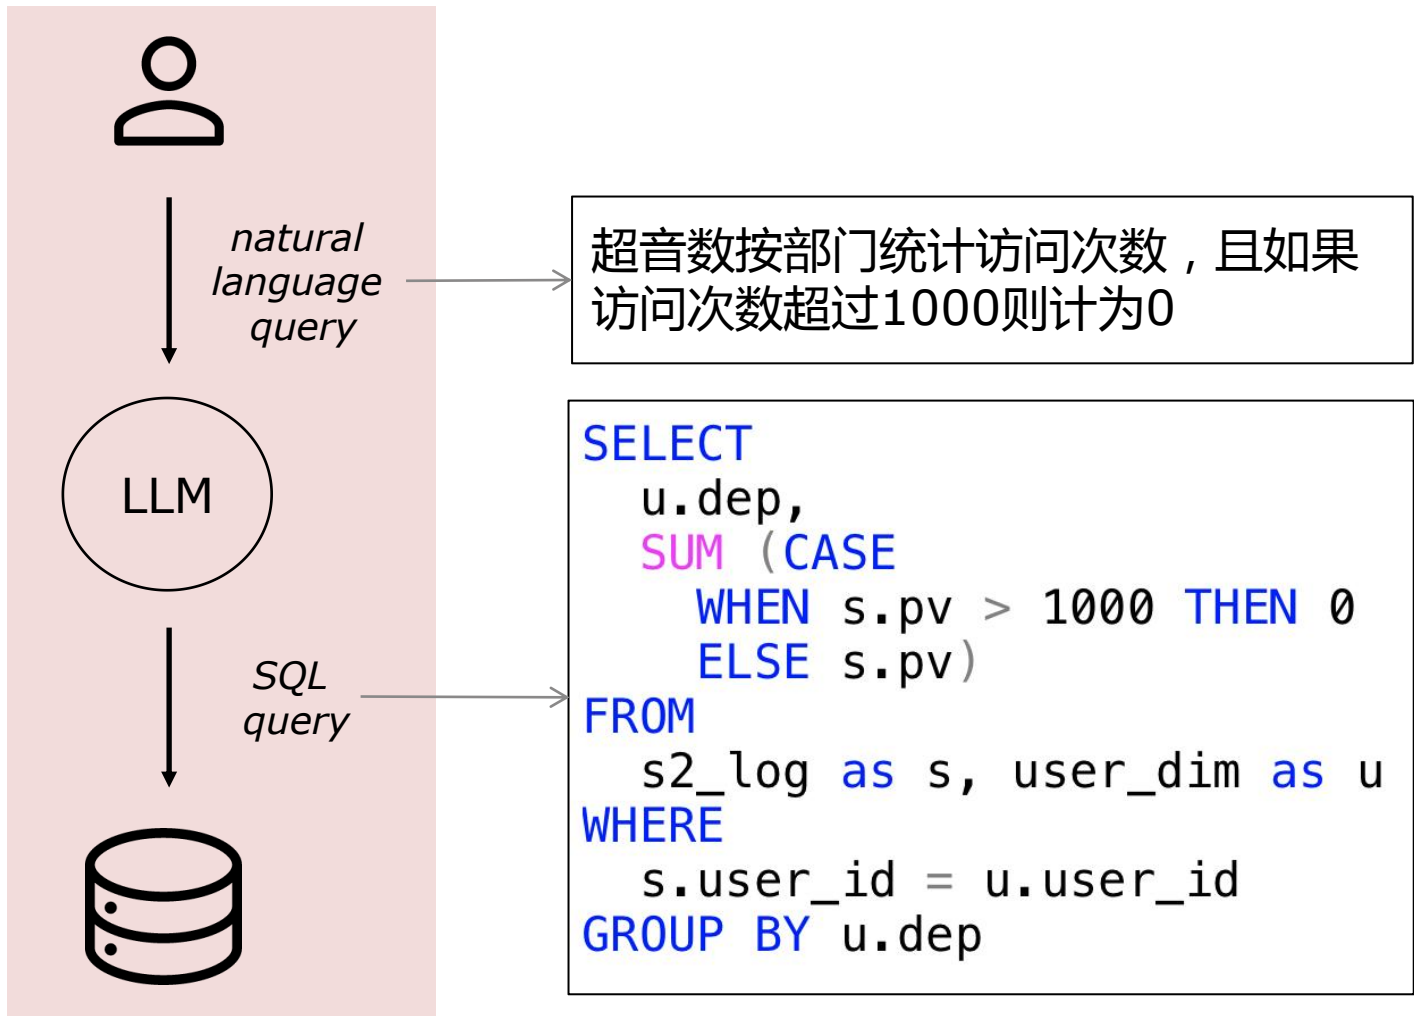 natural
language
query
超音数按部门统计访问次数，且如果
访问次数超过1000则计为0
LLM
SQL
query
SELECT
u.dep,
SUM (CASE
WHEN s.pv > 1000 THEN 0
ELSE s.pv)
FROM
s2_log as s, user_dim as u
WHERE
s.user_id = u.user_id
GROUP BY u.dep